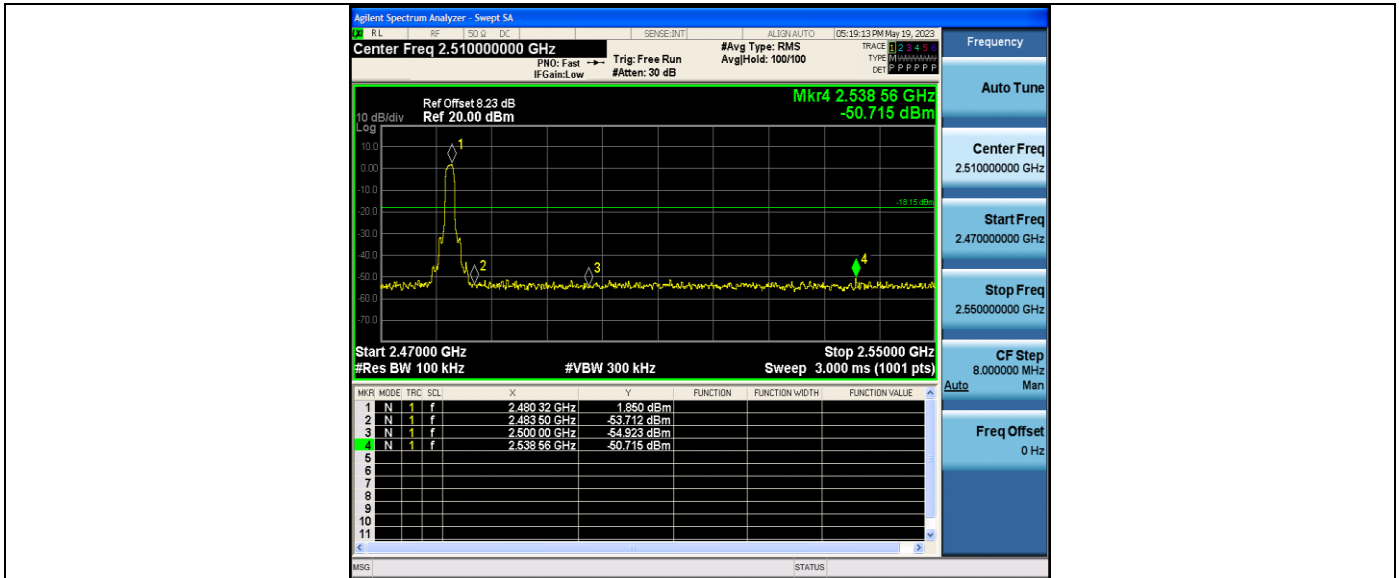 Agilent Spectrum Analyzer - Swept SA
RL RF 50 Ω DC SENSE:INT ALIGN AUTO 05:19:13 PM May 19, 2023
Center Freq 2.510000000 GHz
PNO: Fast
IFGain:Low
Trig: Free Run
#Atten: 30 dB
#Avg Type: RMS
Avg|Hold: 100/100
TRACE 1 2 3 4 5 6
TYPE M
DET P P P P P P
Frequency
Auto Tune
Center Freq
2.510000000 GHz
Start Freq
2.470000000 GHz
Stop Freq
2.550000000 GHz
CF Step
8.000000 MHz
Auto Man
Freq Offset
0 Hz
Mkr4 2.538 56 GHz
-50.715 dBm
Ref Offset 8.23 dB
10 dB/div Ref 20.00 dBm
Log
10.0
0.00
-10.0
-20.0
-30.0
-40.0
-50.0
-60.0
-70.0
-18.15 dBm
1
2
3
4
Start 2.47000 GHz Stop 2.55000 GHz
#Res BW 100 kHz #VBW 300 kHz Sweep 3.000 ms (1001 pts)
MKR MODE TRC SCL X Y FUNCTION FUNCTION WIDTH FUNCTION VALUE
1 N 1 f 2.480 32 GHz 1.850 dBm
2 N 1 f 2.483 50 GHz -53.712 dBm
3 N 1 f 2.500 00 GHz -54.923 dBm
4 N 1 f 2.538 56 GHz -50.715 dBm
5
6
7
8
9
10
11
MSG STATUS